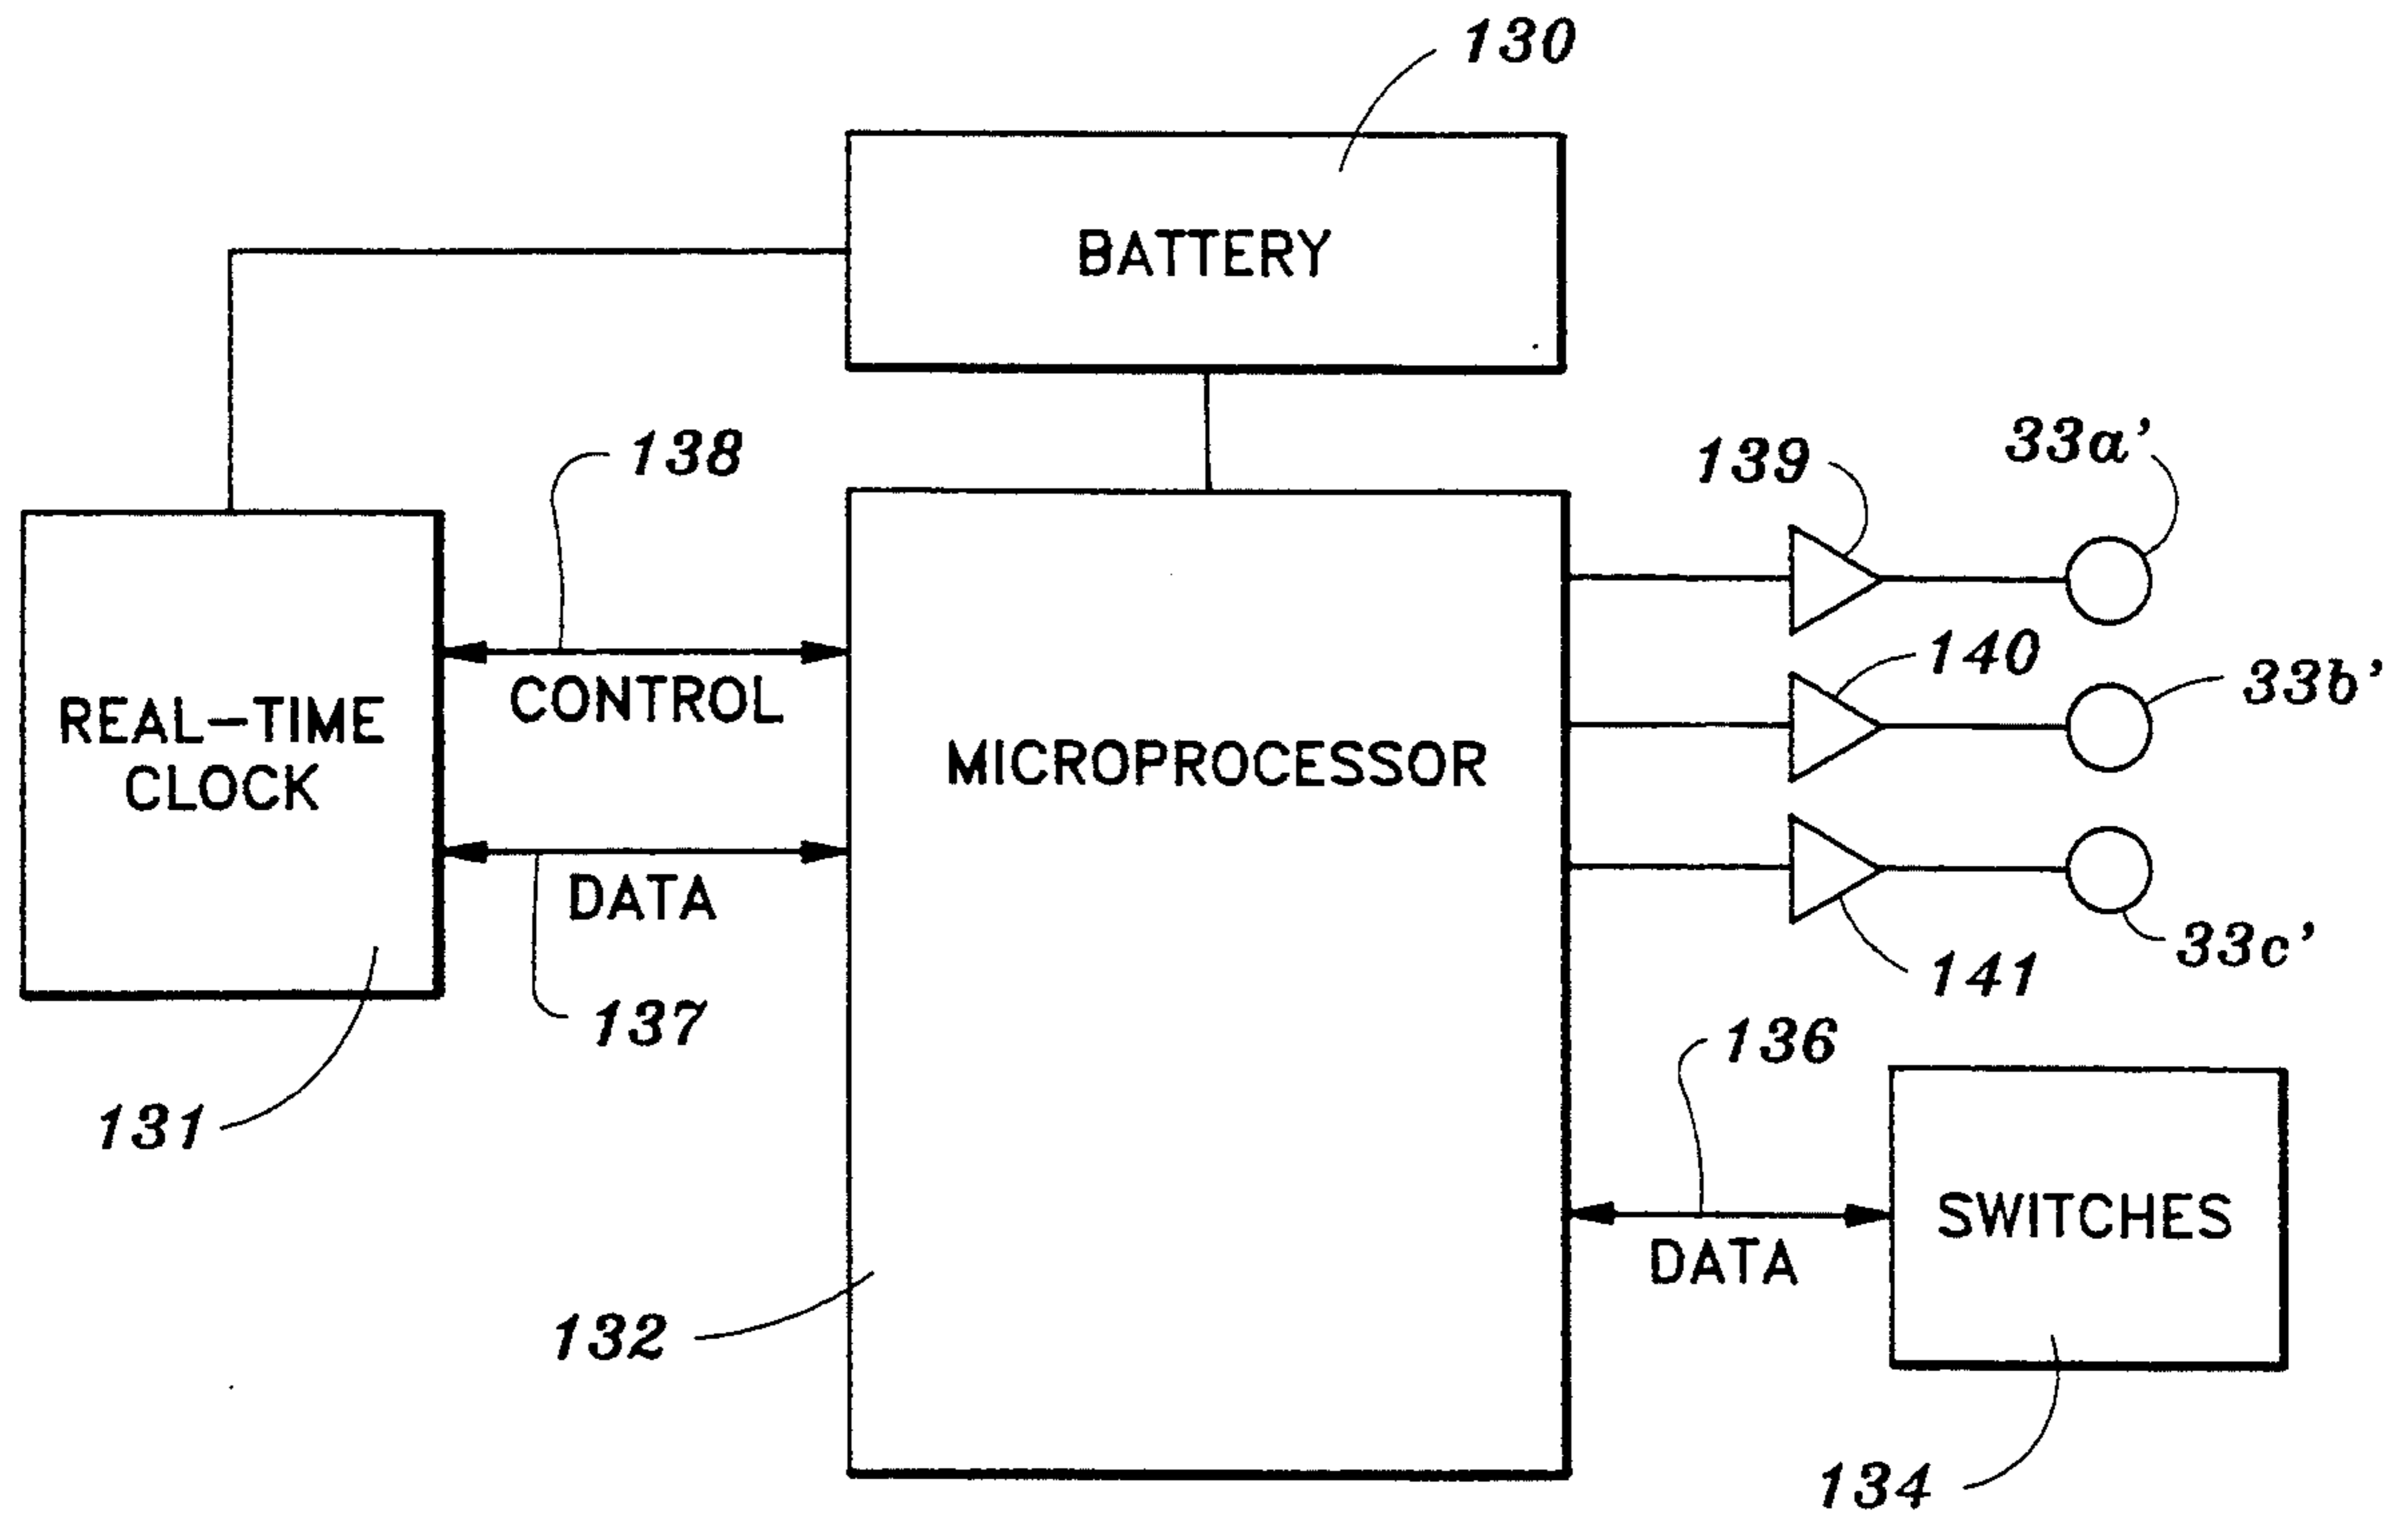 130
BATTERY
138
139
33a'
140
33b'
REAL-TIME
CLOCK
CONTROL
MICROPROCESSOR
DATA
141
33c'
137
136
131
SWITCHES
DATA
132
134